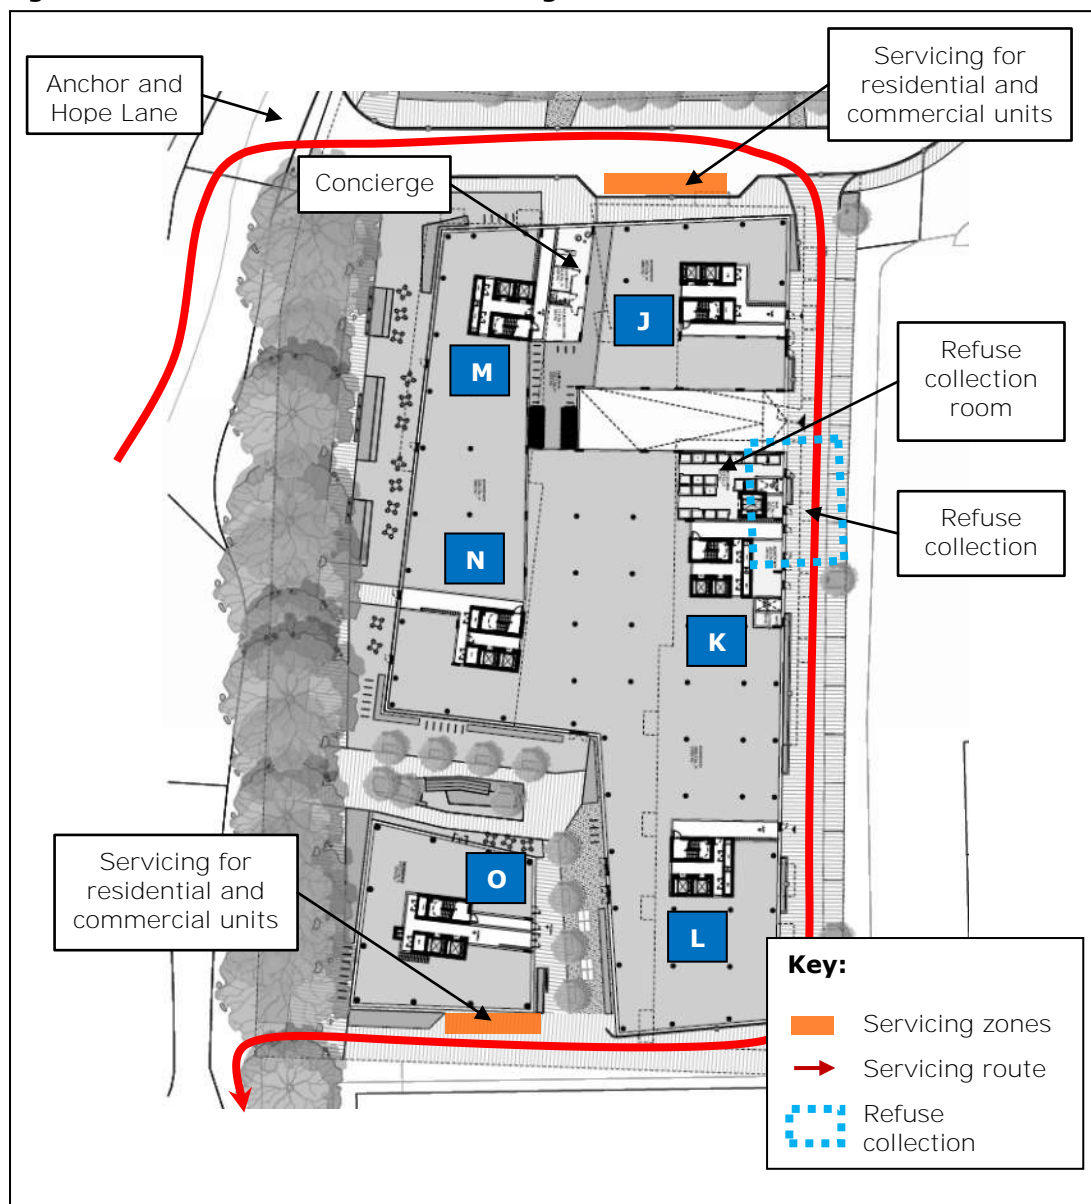 Servicing for
residential and
commercial units
Anchor and
Hope Lane
Concierge
J
M
Refuse
collection
room
Refuse
collection
N
K
Servicing for
residential and
commercial units
O
L
Key:
Servicing zones
Servicing route
Refuse
collection